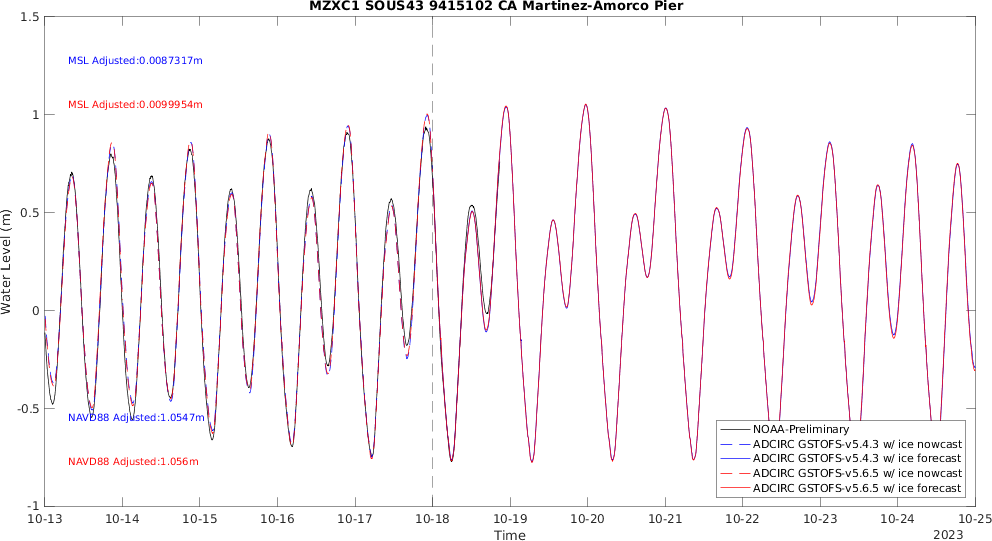 MZXC1 SOUS43 9415102 CA Martinez-Amorco Pier
1.5
1
0.5
0
-0.5
-1
Water Level (m)
MSL Adjusted:0.0087317m
MSL Adjusted:0.0099954m
NAVD88 Adjusted:1.0547m
NAVD88 Adjusted:1.056m
NOAA-Preliminary
ADCIRC GSTOFS-v5.4.3 w/ ice nowcast
ADCIRC GSTOFS-v5.4.3 w/ ice forecast
ADCIRC GSTOFS-v5.6.5 w/ ice nowcast
ADCIRC GSTOFS-v5.6.5 w/ ice forecast
10-13 10-14 10-15 10-16 10-17 10-18 10-19 10-20 10-21 10-22 10-23 10-24 10-25
Time
2023